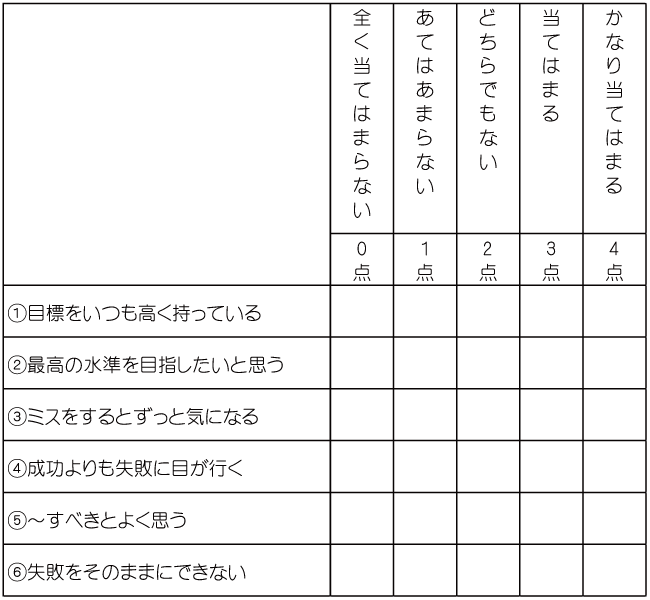 全く当てはまらない
あてはあまらない
どちらでもない
当てはまる
かなり当てはまる
0点
1点
2点
3点
4点
①目標をいつも高く持っている
②最高の水準を目指したいと思う
③ミスをするとずっと気になる
④成功よりも失敗に目が行く
⑤～すべきとよく思う
⑥失敗をそのままにできない